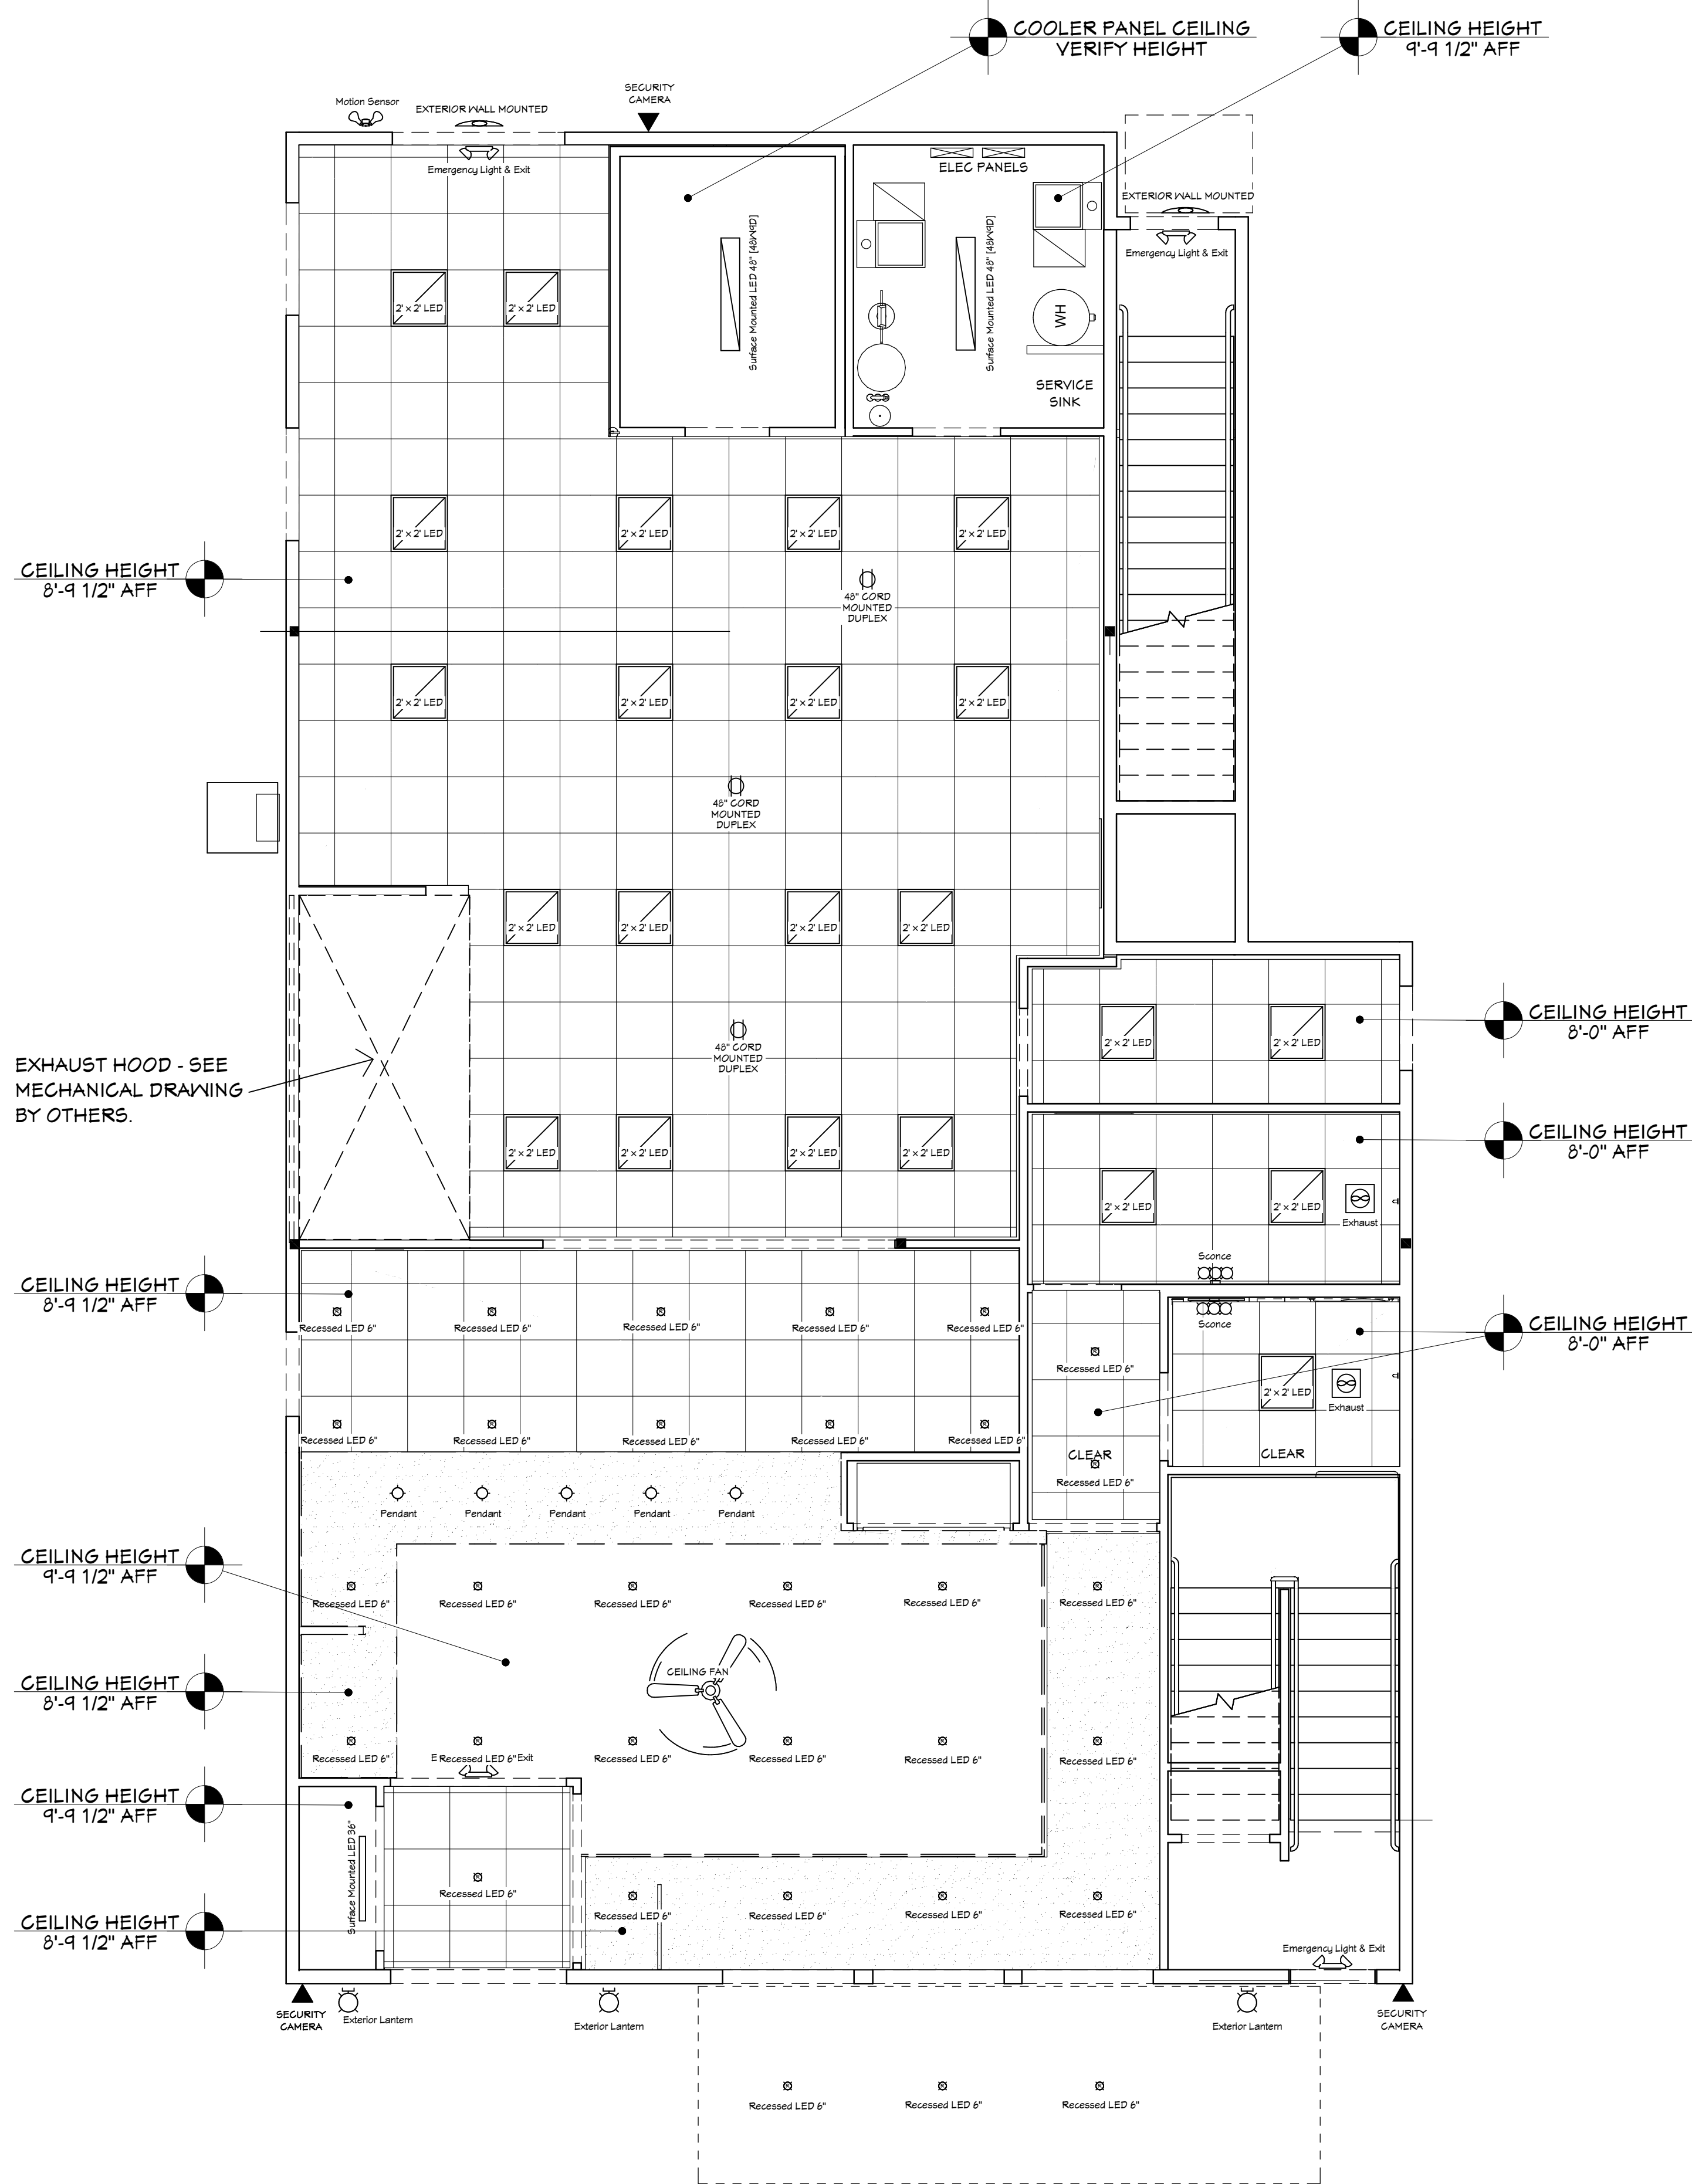 COOLER PANEL CEILING
VERIFY HEIGHT
CEILING HEIGHT
9'-9 1/2" AFF
SECURITY
CAMERA
Motion Sensor
EXTERIOR WALL MOUNTED
Emergency Light & Exit
ELEC PANELS
EXTERIOR WALL MOUNTED
Emergency Light & Exit
Surface Mounted LED 48" [48W9D]
Surface Mounted LED 48" [48W9D]
2' x 2' LED
2' x 2' LED
WH
SERVICE
SINK
2' x 2' LED
2' x 2' LED
2' x 2' LED
2' x 2' LED
CEILING HEIGHT
8'-9 1/2" AFF
48" CORD
MOUNTED
DUPLEX
2' x 2' LED
2' x 2' LED
2' x 2' LED
2' x 2' LED
48" CORD
MOUNTED
DUPLEX
2' x 2' LED
2' x 2' LED
2' x 2' LED
2' x 2' LED
CEILING HEIGHT
8'-0" AFF
2' x 2' LED
2' x 2' LED
48" CORD
MOUNTED
DUPLEX
EXHAUST HOOD - SEE
MECHANICAL DRAWING
BY OTHERS.
CEILING HEIGHT
8'-0" AFF
2' x 2' LED
2' x 2' LED
2' x 2' LED
2' x 2' LED
2' x 2' LED
2' x 2' LED
Exhaust
Sconce
CEILING HEIGHT
8'-9 1/2" AFF
Sconce
CEILING HEIGHT
8'-0" AFF
Recessed LED 6"
Recessed LED 6"
Recessed LED 6"
Recessed LED 6"
Recessed LED 6"
Recessed LED 6"
2' x 2' LED
Exhaust
Recessed LED 6"
Recessed LED 6"
Recessed LED 6"
Recessed LED 6"
Recessed LED 6"
CLEAR
CLEAR
Recessed LED 6"
Pendant
Pendant
Pendant
Pendant
Pendant
CEILING HEIGHT
9'-9 1/2" AFF
Recessed LED 6"
Recessed LED 6"
Recessed LED 6"
Recessed LED 6"
Recessed LED 6"
Recessed LED 6"
CEILING FAN
CEILING HEIGHT
8'-9 1/2" AFF
Recessed LED 6"
E Recessed LED 6" Exit
Recessed LED 6"
Recessed LED 6"
Recessed LED 6"
Recessed LED 6"
CEILING HEIGHT
9'-9 1/2" AFF
Surface Mounted LED 36"
Recessed LED 6"
Recessed LED 6"
Recessed LED 6"
Recessed LED 6"
Recessed LED 6"
CEILING HEIGHT
8'-9 1/2" AFF
Emergency Light & Exit
SECURITY
CAMERA
Exterior Lantern
Exterior Lantern
Exterior Lantern
SECURITY
CAMERA
Recessed LED 6"
Recessed LED 6"
Recessed LED 6"